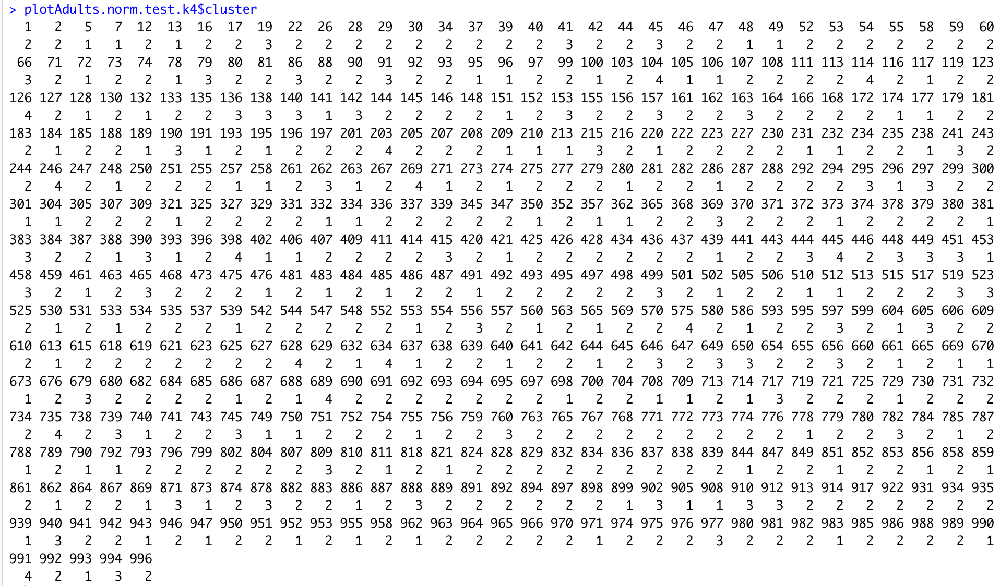 > plotAdults.norm.test.k4$cluster
1 2 5 7 12 13 16 17 19 22 26 28 29 30 34 37 39 40 41 42 44 45 46 47 48 49 52 53 54 55 58 59 60
2 2 1 1 2 1 2 2 3 2 2 2 2 2 2 2 2 2 3 2 2 3 2 2 1 1 2 2 2 2 2 2 2
66 71 72 73 74 78 79 80 81 86 88 90 91 92 93 95 96 97 99 100 103 104 105 106 107 108 111 113 114 116 117 119 123
3 2 1 2 2 1 3 2 2 3 2 2 3 2 2 1 1 2 2 1 2 4 1 1 2 2 2 2 4 2 1 2 2
126 127 128 130 132 133 135 136 138 140 141 142 144 145 146 148 151 152 153 155 156 157 161 162 163 164 166 168 172 174 177 179 181
4 2 1 2 1 2 2 3 3 3 1 3 2 2 2 2 1 2 3 2 2 3 2 2 3 2 2 2 2 1 1 2 2
183 184 185 188 189 190 191 193 195 196 197 201 203 205 207 208 209 210 213 215 216 220 222 223 227 230 231 232 234 235 238 241 243
2 1 2 2 1 3 1 2 1 2 2 2 4 2 2 2 1 1 1 3 2 1 2 2 2 2 1 1 2 2 1 3 2
244 246 247 248 250 251 255 257 258 261 262 263 267 269 271 273 274 275 277 279 280 281 282 286 287 288 292 294 295 296 297 299 300
2 4 2 1 2 2 2 1 1 2 3 1 2 4 1 2 1 2 2 2 1 2 2 1 2 2 2 2 3 1 3 2 2
301 304 305 307 309 321 325 327 329 331 332 334 336 337 339 345 347 350 352 357 362 365 368 369 370 371 372 373 374 378 379 380 381
1 1 2 2 2 1 2 2 2 2 1 1 2 2 2 2 2 1 2 1 1 2 2 3 2 2 2 1 2 2 2 2 1
383 384 387 388 390 393 396 398 402 406 407 409 411 414 415 420 421 425 426 428 434 436 437 439 441 443 444 445 446 448 449 451 453
3 2 2 1 3 1 2 4 1 1 2 2 2 2 3 2 1 2 2 2 2 2 2 1 2 2 3 4 2 3 3 3 1
458 459 461 463 465 468 473 475 476 481 483 484 485 486 487 491 492 493 495 497 498 499 501 502 505 506 510 512 513 515 517 519 523
3 2 1 2 3 2 2 2 1 2 1 2 1 2 2 1 2 2 2 2 2 3 2 1 2 2 1 1 2 2 2 3 3
525 530 531 533 534 535 537 539 542 544 547 548 552 553 554 556 557 560 563 565 569 570 575 580 586 593 595 597 599 604 605 606 609
2 1 2 1 2 2 2 1 2 2 2 2 2 1 2 3 2 1 2 1 2 2 4 2 1 2 2 3 2 1 3 2 2
610 613 615 618 619 621 623 625 627 628 629 632 634 637 638 639 640 641 642 644 645 646 647 649 650 654 655 656 660 661 665 669 670
2 1 2 2 2 2 2 2 2 4 2 1 4 1 2 2 1 2 2 1 2 3 2 3 3 2 2 3 2 1 2 1 1
673 676 679 680 682 684 685 686 687 688 689 690 691 692 693 694 695 697 698 700 704 708 709 713 714 717 719 721 725 729 730 731 732
1 2 3 2 2 2 2 1 2 1 4 2 2 2 2 2 2 2 1 2 2 1 1 2 1 3 2 2 2 1 2 2 2
734 735 738 739 740 741 743 745 749 750 751 752 754 755 756 759 760 763 765 767 768 771 772 773 774 776 778 779 780 782 784 785 787
2 4 2 3 1 2 2 3 1 1 2 2 2 1 2 2 3 2 2 2 2 2 2 2 2 2 1 2 2 3 2 1 2
788 789 790 792 793 796 799 802 804 807 809 810 811 818 821 824 828 829 832 834 836 837 838 839 844 847 849 851 852 853 856 858 859
1 2 1 1 2 2 2 2 2 2 3 2 1 2 1 2 2 2 2 2 2 2 2 2 1 2 2 1 2 2 1 2 1
861 862 864 867 869 871 873 874 878 882 883 886 887 888 889 891 892 894 897 898 899 902 905 908 910 912 913 914 917 922 931 934 935
2 1 2 2 1 3 1 2 3 2 2 1 2 3 2 2 2 2 2 2 1 3 1 1 3 3 2 2 2 2 2 2 2
939 940 941 942 943 946 947 950 951 952 953 955 958 962 963 964 965 966 970 971 974 975 976 977 980 981 982 983 985 986 988 989 990
1 3 2 2 1 2 1 2 2 1 2 1 2 1 2 2 2 2 2 1 2 2 2 3 2 2 2 1 2 2 2 2 1
991 992 993 994 996
4 2 1 3 2